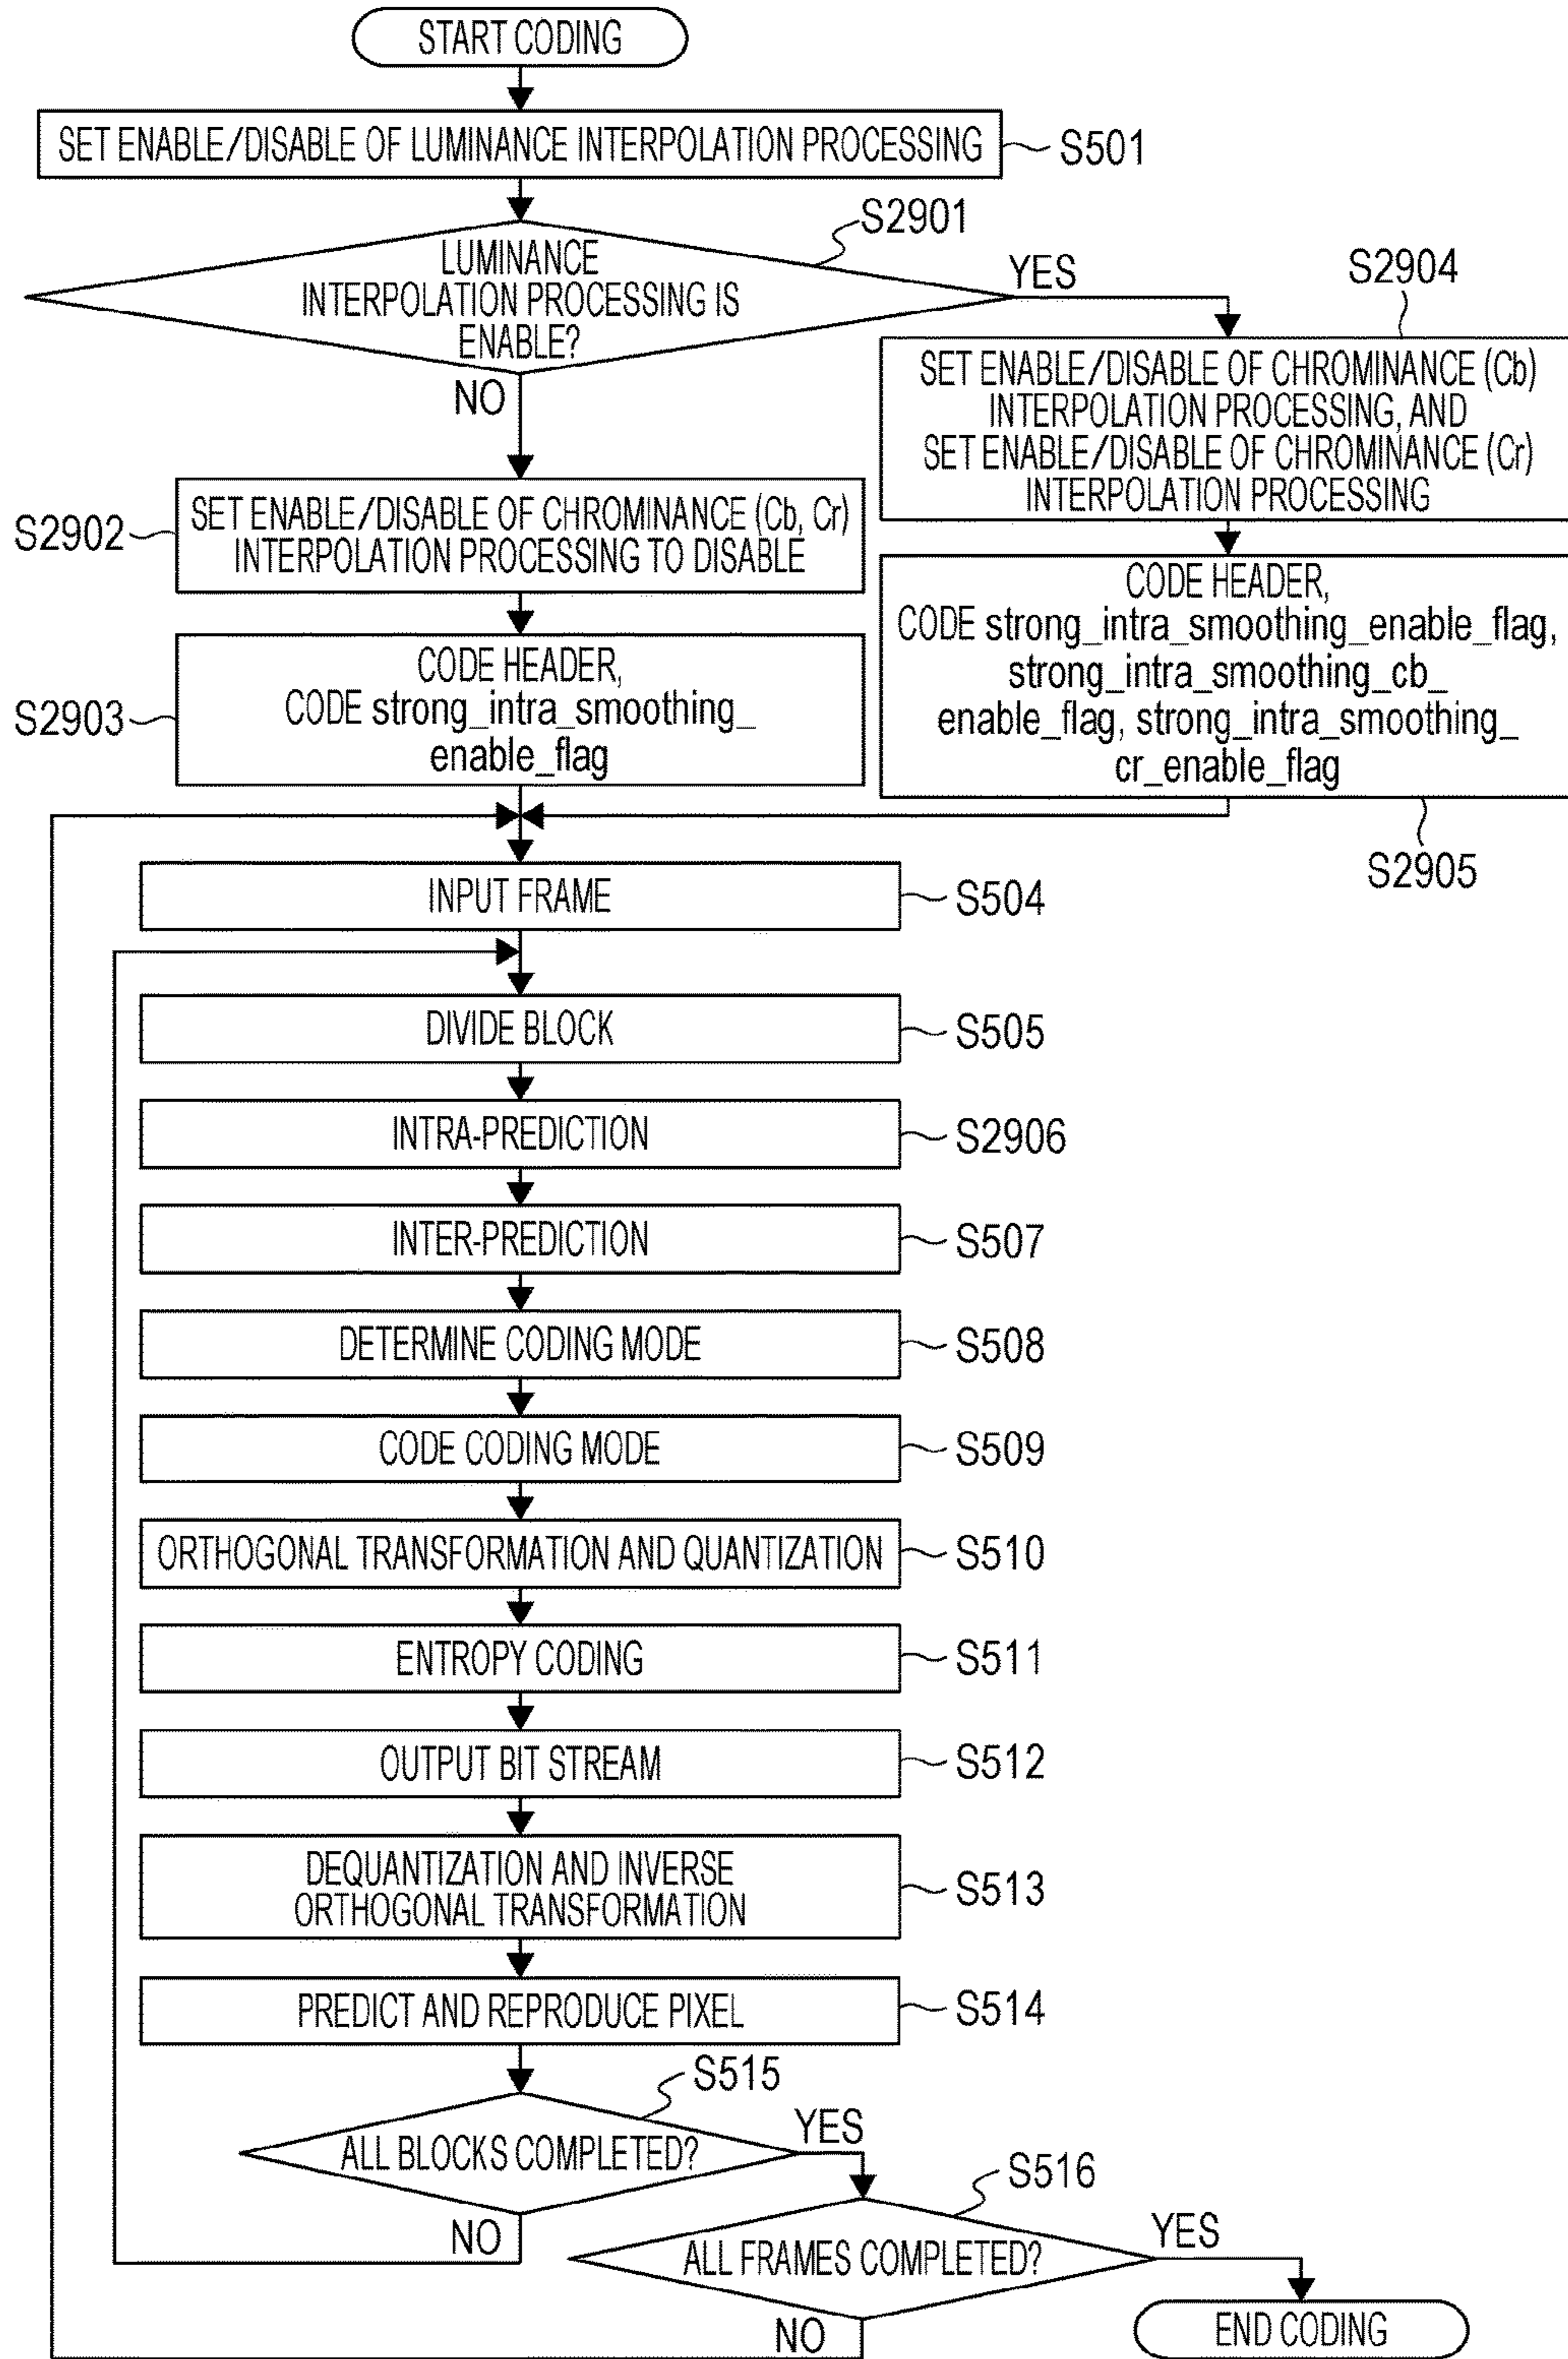 START CODING
SET ENABLE/DISABLE OF LUMINANCE INTERPOLATION PROCESSING
S501
S2901
LUMINANCE
INTERPOLATION PROCESSING IS
ENABLE?
YES
NO
S2904
SET ENABLE/DISABLE OF CHROMINANCE (Cb)
INTERPOLATION PROCESSING, AND
SET ENABLE/DISABLE OF CHROMINANCE (Cr)
INTERPOLATION PROCESSING
S2902
SET ENABLE/DISABLE OF CHROMINANCE (Cb, Cr)
INTERPOLATION PROCESSING TO DISABLE
CODE HEADER,
CODE strong_intra_smoothing_enable_flag,
strong_intra_smoothing_cb_
enable_flag, strong_intra_smoothing_
cr_enable_flag
S2905
S2903
CODE HEADER,
CODE strong_intra_smoothing_
enable_flag
INPUT FRAME
S504
DIVIDE BLOCK
S505
INTRA-PREDICTION
S2906
INTER-PREDICTION
S507
DETERMINE CODING MODE
S508
CODE CODING MODE
S509
ORTHOGONAL TRANSFORMATION AND QUANTIZATION
S510
ENTROPY CODING
S511
OUTPUT BIT STREAM
S512
DEQUANTIZATION AND INVERSE
ORTHOGONAL TRANSFORMATION
S513
PREDICT AND REPRODUCE PIXEL
S514
S515
ALL BLOCKS COMPLETED?
YES
NO
S516
ALL FRAMES COMPLETED?
YES
NO
END CODING